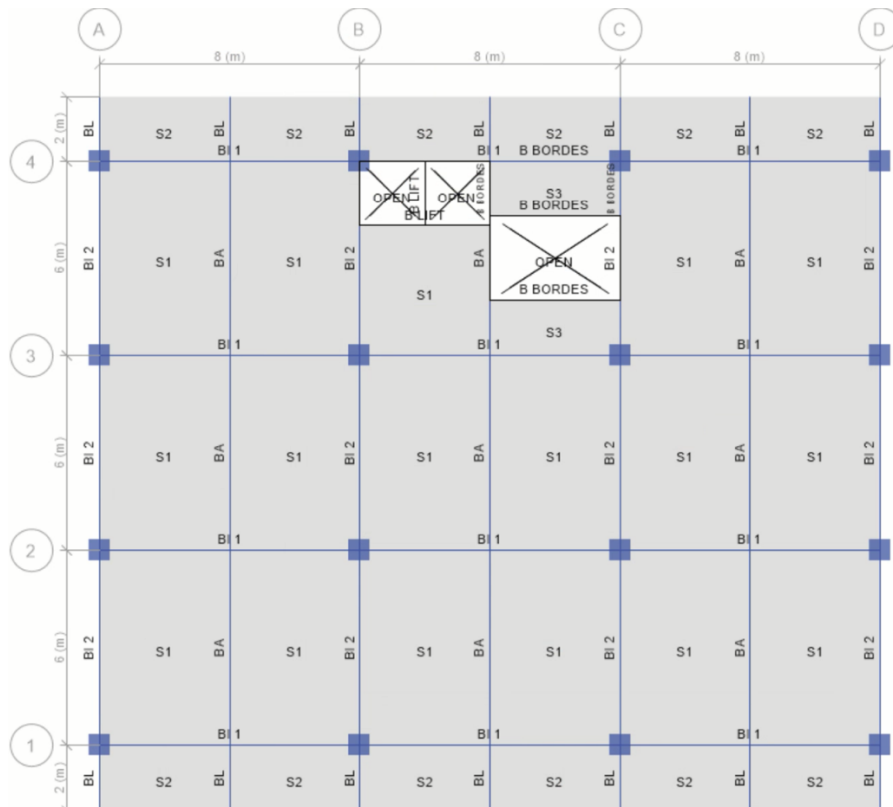 A B C D
8 (m) 8 (m) 8 (m)
2 (m) BL S2 BL S2 BL S2 BL S2 BL S2 BL S2 BL
4 BI 1 BI 1 B BORDES BI 1
OPEN B LIFT OPEN B BORDES S3 B BORDES
B LIFT B BORDES
6 (m) BI 2 S1 BA S1 BI 2 BA OPEN BI 2 S1 BA S1 BI 2
S1 B BORDES
S3
3 BI 1 BI 1 BI 1
6 (m) BI 2 S1 BA S1 BI 2 S1 BA S1 BI 2 S1 BA S1 BI 2
2 BI 1 BI 1 BI 1
6 (m) BI 2 S1 BA S1 BI 2 S1 BA S1 BI 2 S1 BA S1 BI 2
1 BI 1 BI 1 BI 1
2 (m) BL S2 BL S2 BL S2 BL S2 BL S2 BL S2 BL